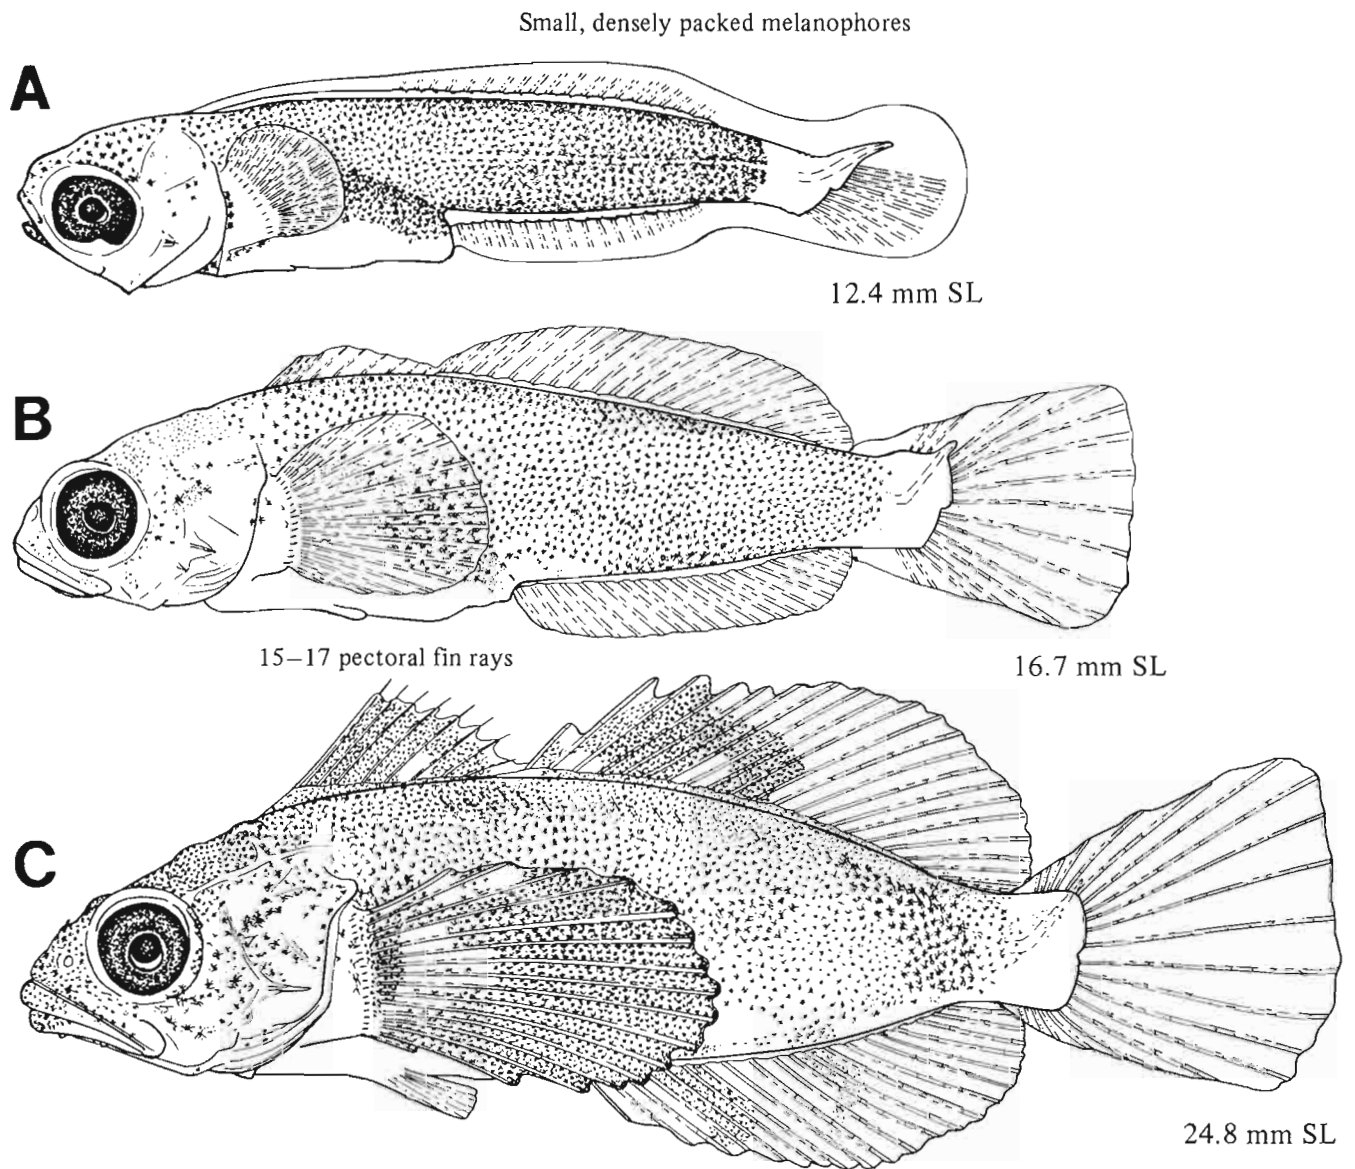 Small, densely packed melanophores
A
12.4 mm SL
B
15–17 pectoral fin rays
16.7 mm SL
C
24.8 mm SL